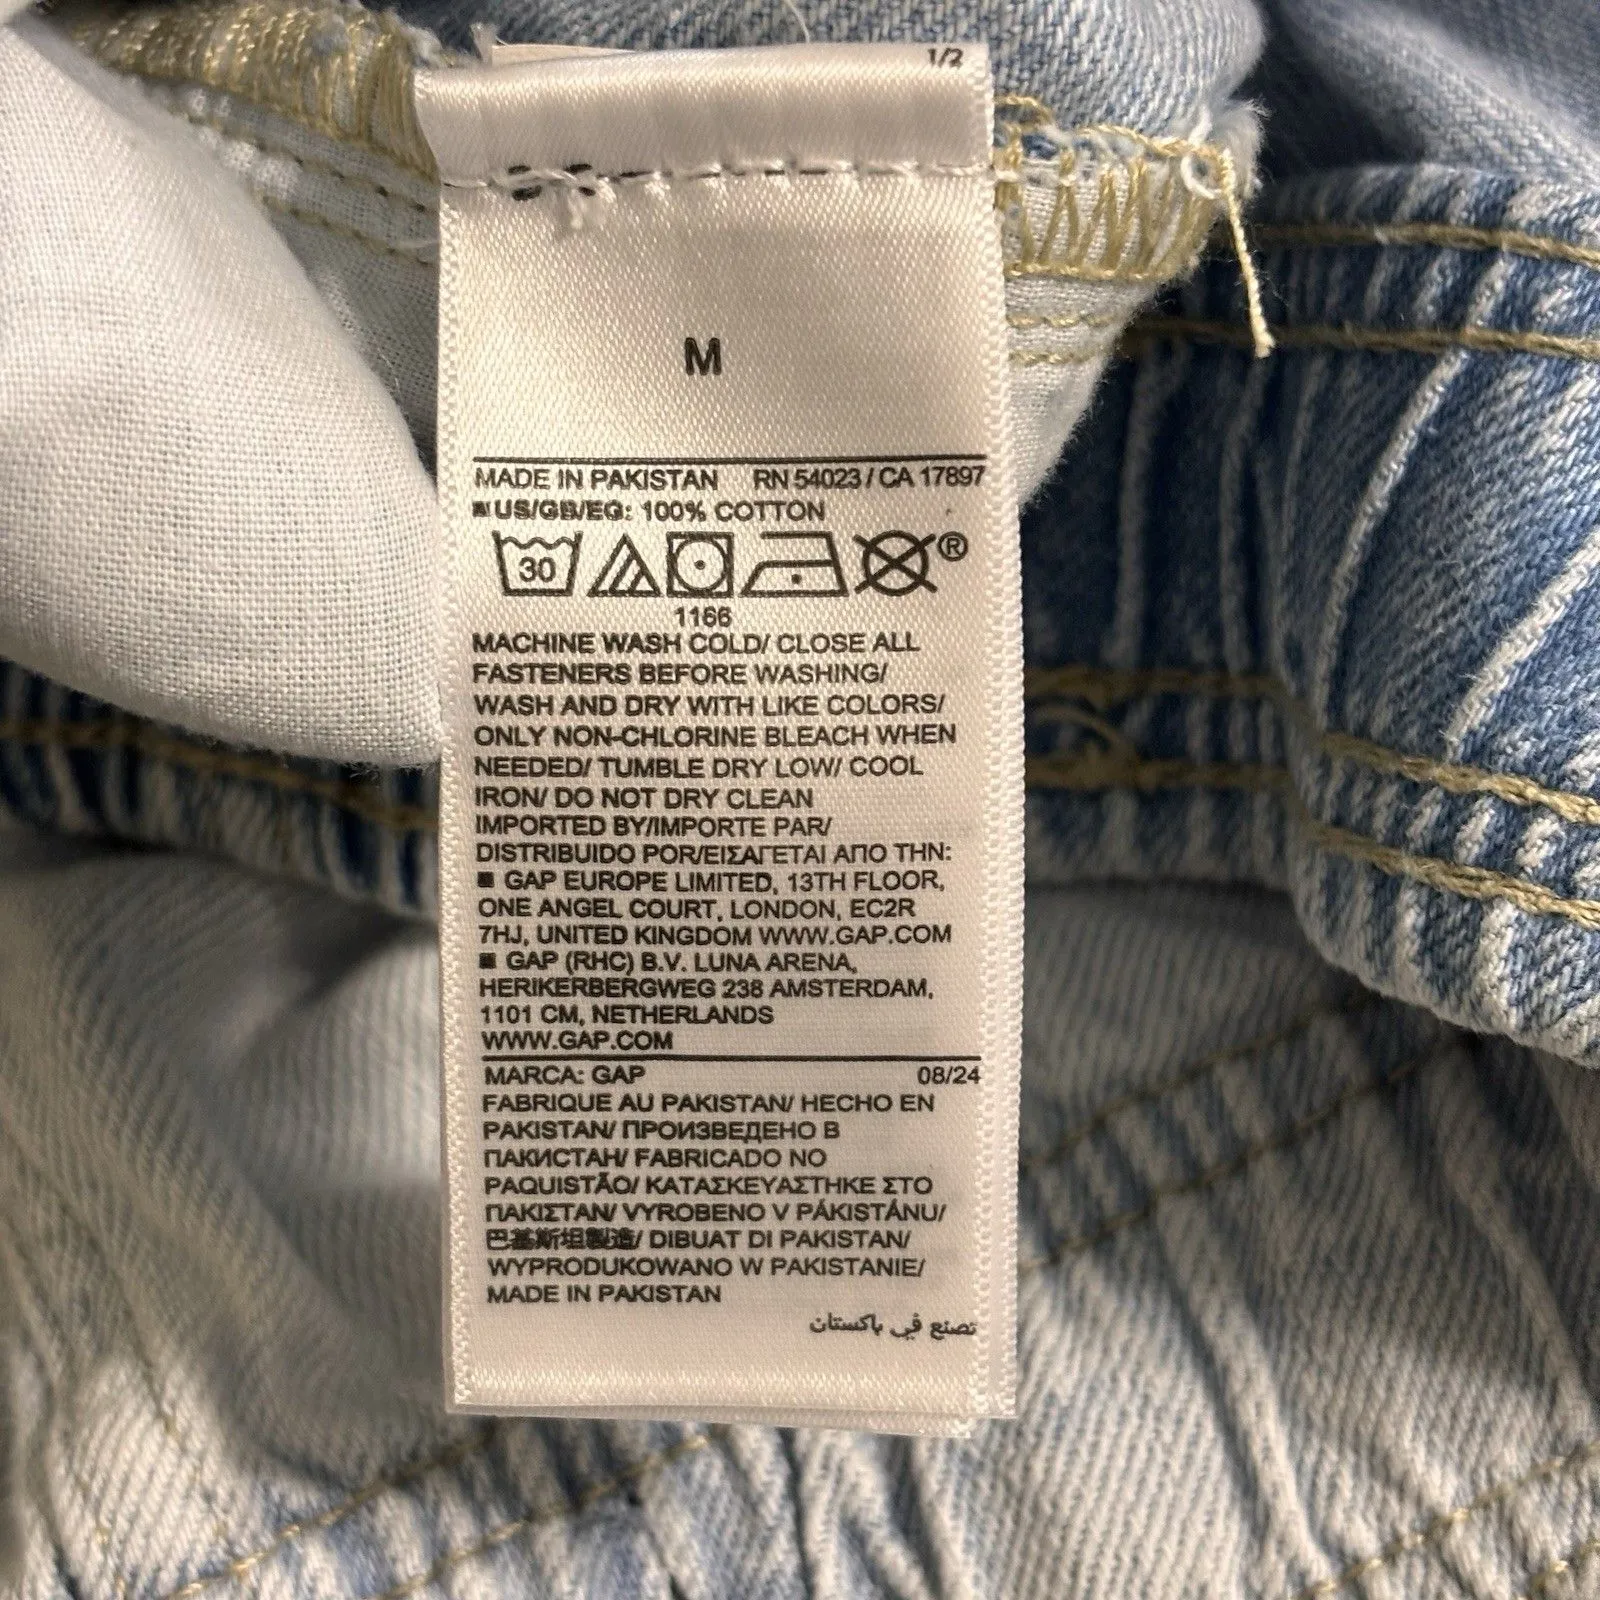 1/2
M
MADE IN PAKISTAN RN 54023 / CA 17897
■ US/GB/EG: 100% COTTON
30
®
1166
MACHINE WASH COLD/ CLOSE ALL
FASTENERS BEFORE WASHING/
WASH AND DRY WITH LIKE COLORS/
ONLY NON-CHLORINE BLEACH WHEN
NEEDED/ TUMBLE DRY LOW/ COOL
IRON/ DO NOT DRY CLEAN
IMPORTED BY/IMPORTE PAR/
DISTRIBUIDO POR/ΕΙΣΑΓΕΤΑΙ ΑΠΟ ΤΗΝ:
■ GAP EUROPE LIMITED, 13TH FLOOR,
ONE ANGEL COURT, LONDON, EC2R
7HJ, UNITED KINGDOM WWW.GAP.COM
■ GAP (RHC) B.V. LUNA ARENA,
HERIKERBERGWEG 238 AMSTERDAM,
1101 CM, NETHERLANDS
WWW.GAP.COM
MARCA: GAP 08/24
FABRIQUE AU PAKISTAN/ HECHO EN
PAKISTAN/ ПРОИЗВЕДЕНО В
ПАКИСТАН/ FABRICADO NO
PAQUISTÃO/ ΚΑΤΑΣΚΕΥΑΣΤΗΚΕ ΣΤΟ
ΠΑΚΙΣΤΑΝ/ VYROBENO V PÁKISTÁNU/
巴基斯坦製造/ DIBUAT DI PAKISTAN/
WYPRODUKOWANO W PAKISTANIE/
MADE IN PAKISTAN
تصنع في باكستان